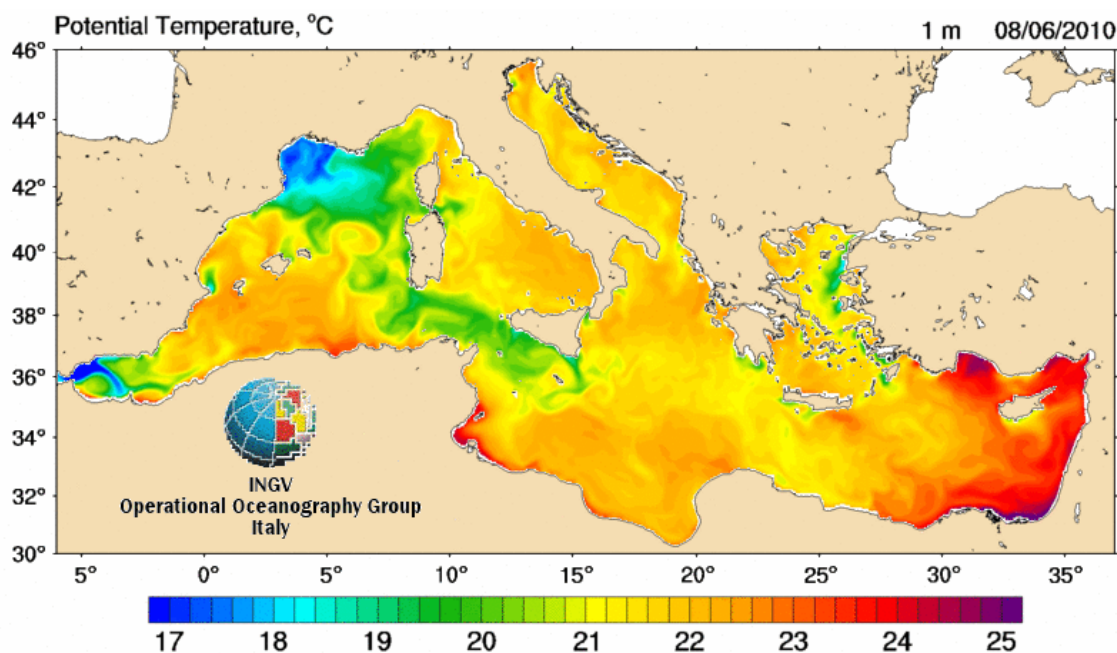 Potential Temperature, °C 1 m 08/06/2010
46°
44°
42°
40°
38°
36°
34°
32°
30°
INGV
Operational Oceanography Group
Italy
5° 0° 5° 10° 15° 20° 25° 30° 35°
17 18 19 20 21 22 23 24 25